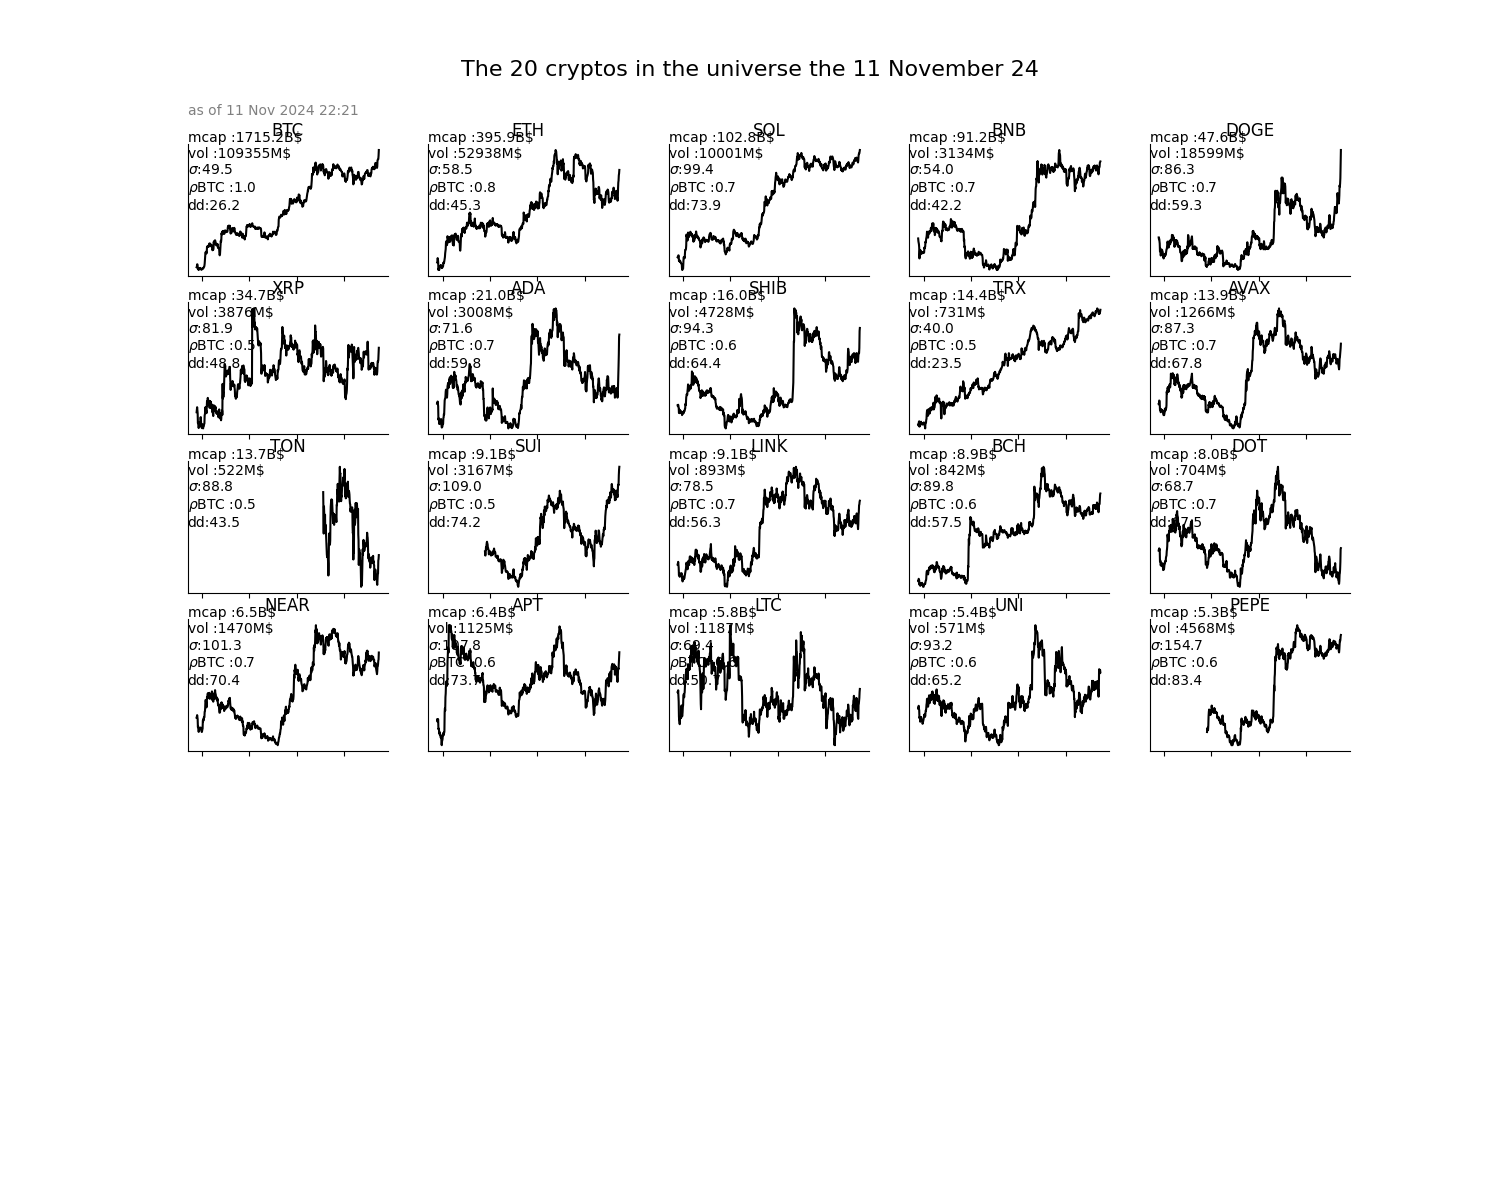 The 20 cryptos in the universe the 11 November 24
as of 11 Nov 2024 22:21
BTC
mcap :1715.2B$
vol :109355M$
σ:49.5
ρBTC :1.0
dd:26.2
ETH
mcap :395.9B$
vol :52938M$
σ:58.5
ρBTC :0.8
dd:45.3
SOL
mcap :102.8B$
vol :10001M$
σ:99.4
ρBTC :0.7
dd:73.9
BNB
mcap :91.2B$
vol :3134M$
σ:54.0
ρBTC :0.7
dd:42.2
DOGE
mcap :47.6B$
vol :18599M$
σ:86.3
ρBTC :0.7
dd:59.3
XRP
mcap :34.7B$
vol :3876M$
σ:81.9
ρBTC :0.5
dd:48.8
ADA
mcap :21.0B$
vol :3008M$
σ:71.6
ρBTC :0.7
dd:59.8
SHIB
mcap :16.0B$
vol :4728M$
σ:94.3
ρBTC :0.6
dd:64.4
TRX
mcap :14.4B$
vol :731M$
σ:40.0
ρBTC :0.5
dd:23.5
AVAX
mcap :13.9B$
vol :1266M$
σ:87.3
ρBTC :0.7
dd:67.8
TON
mcap :13.7B$
vol :522M$
σ:88.8
ρBTC :0.5
dd:43.5
SUI
mcap :9.1B$
vol :3167M$
σ:109.0
ρBTC :0.5
dd:74.2
LINK
mcap :9.1B$
vol :893M$
σ:78.5
ρBTC :0.7
dd:56.3
BCH
mcap :8.9B$
vol :842M$
σ:89.8
ρBTC :0.6
dd:57.5
DOT
mcap :8.0B$
vol :704M$
σ:68.7
ρBTC :0.7
NEAR
mcap :6.5B$
vol :1470M$
σ:101.3
ρBTC :0.7
dd:70.4
APT
mcap :6.4B$
vol :1125M$
ρBTC :0.6
LTC
mcap :5.8B$
vol :1187M$
σ:69.4
UNI
mcap :5.4B$
vol :571M$
σ:93.2
ρBTC :0.6
dd:65.2
PEPE
mcap :5.3B$
vol :4568M$
σ:154.7
ρBTC :0.6
dd:83.4